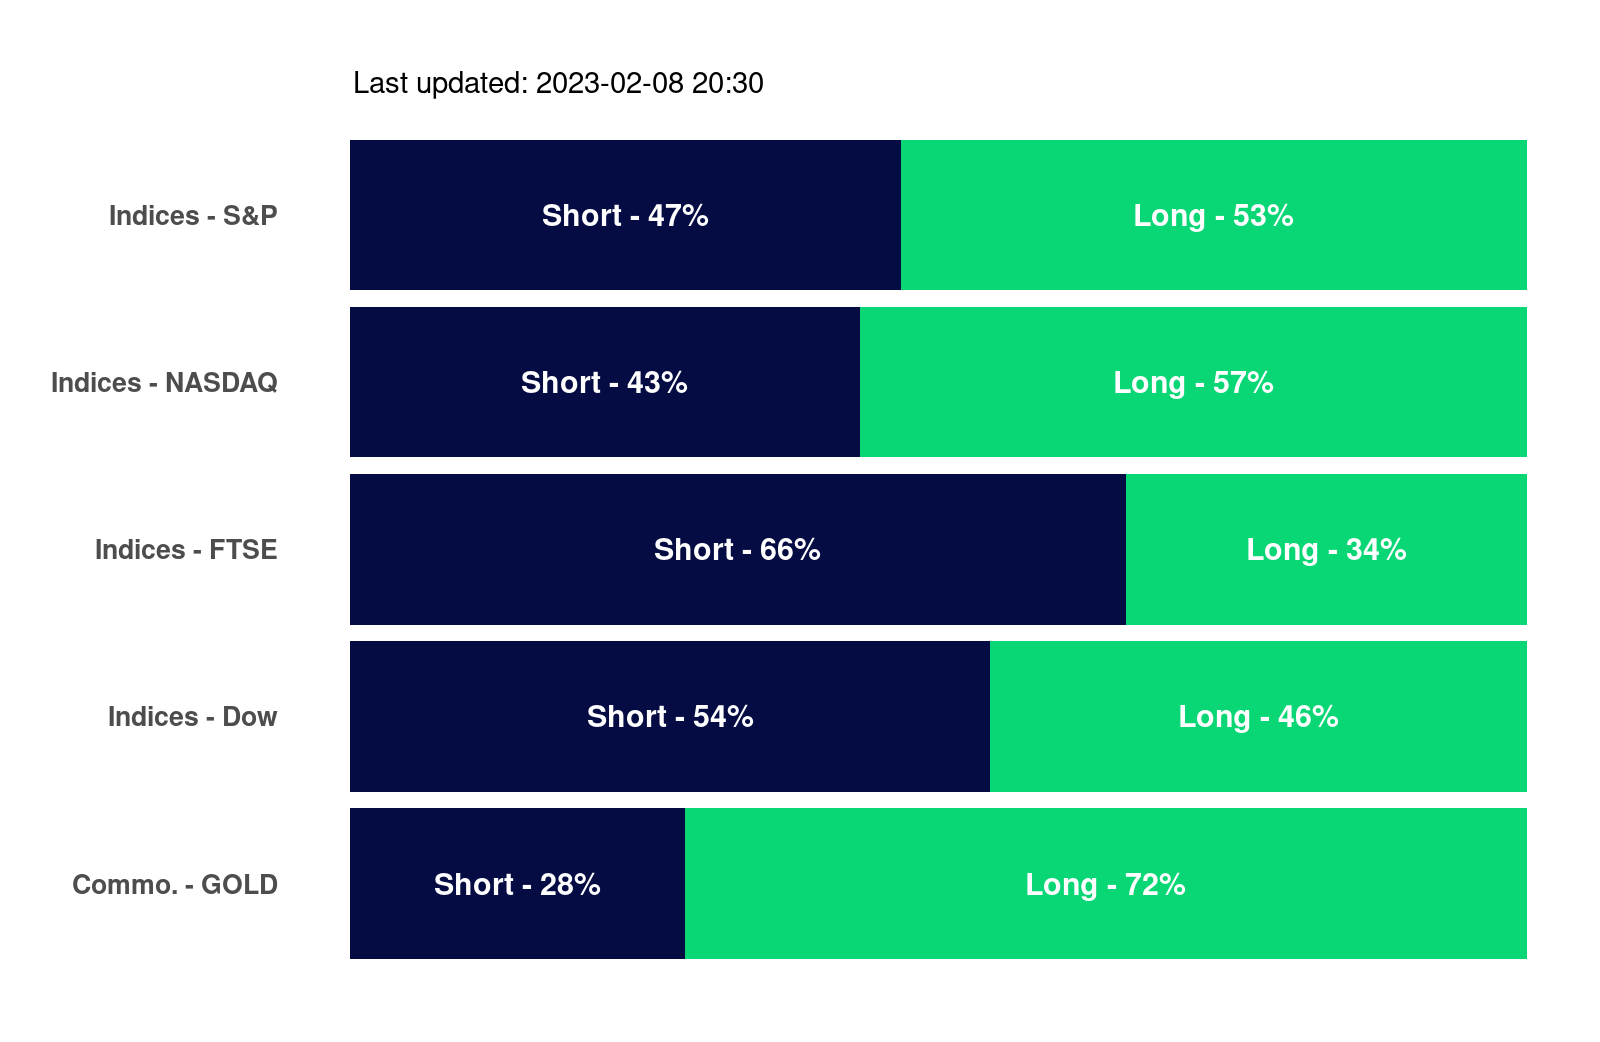 Last updated: 2023-02-08 20:30
Indices - S&P Short - 47% Long - 53%
Indices - NASDAQ Short - 43% Long - 57%
Indices - FTSE Short - 66% Long - 34%
Indices - Dow Short - 54% Long - 46%
Commo. - GOLD Short - 28% Long - 72%